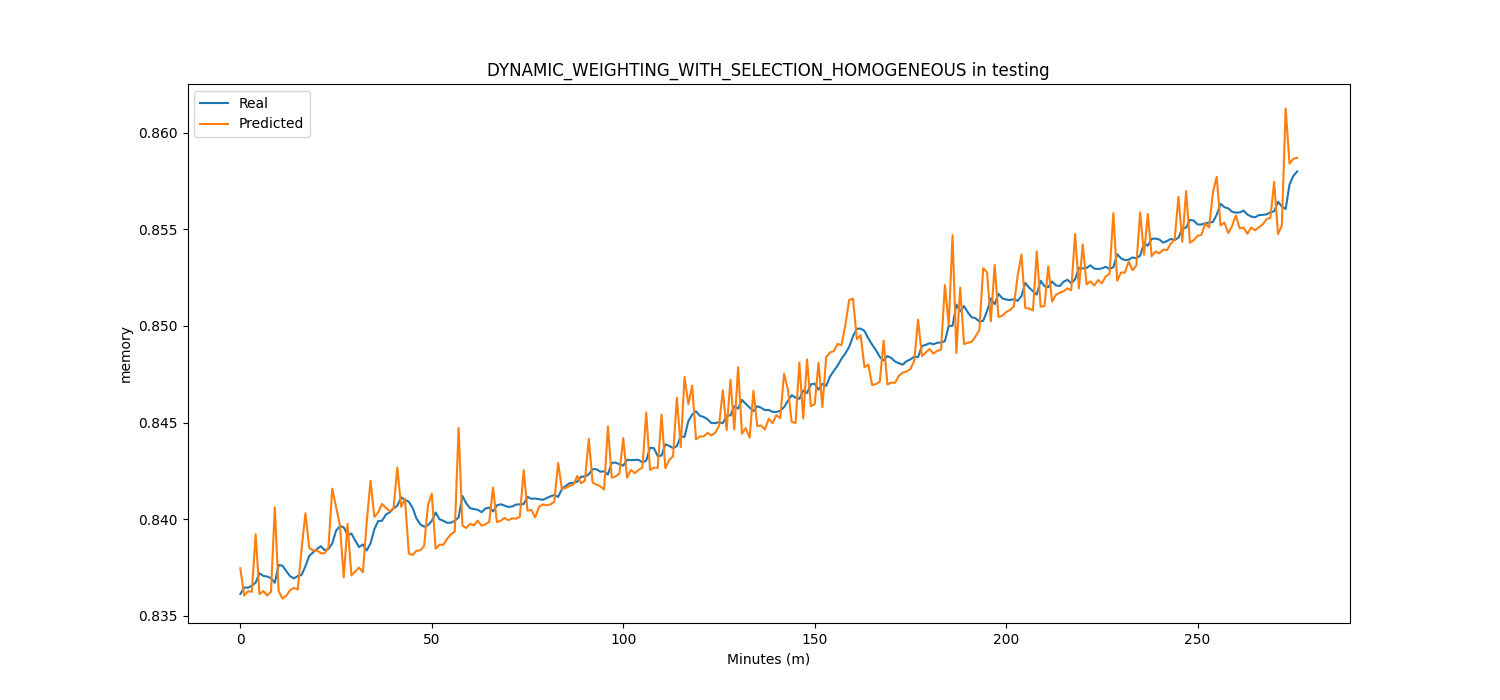 DYNAMIC_WEIGHTING_WITH_SELECTION_HOMOGENEOUS in testing
Real
Predicted
0.860
0.855
0.850
0.845
0.840
0.835
memory
0
50
100
150
200
250
Minutes (m)